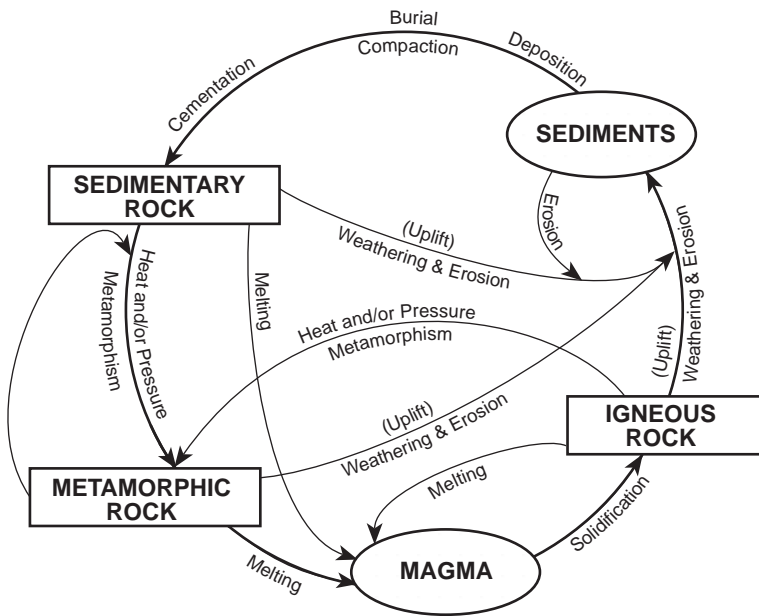 Burial
Compaction
Deposition
Cementation
SEDIMENTS
SEDIMENTARY
ROCK
Erosion
(Uplift)
Weathering & Erosion
Melting
Heat and/or Pressure
Metamorphism
Heat and/or Pressure
Metamorphism
(Uplift)
Weathering & Erosion
IGNEOUS
ROCK
(Uplift)
Weathering & Erosion
METAMORPHIC
ROCK
Melting
Melting
MAGMA
Solidification